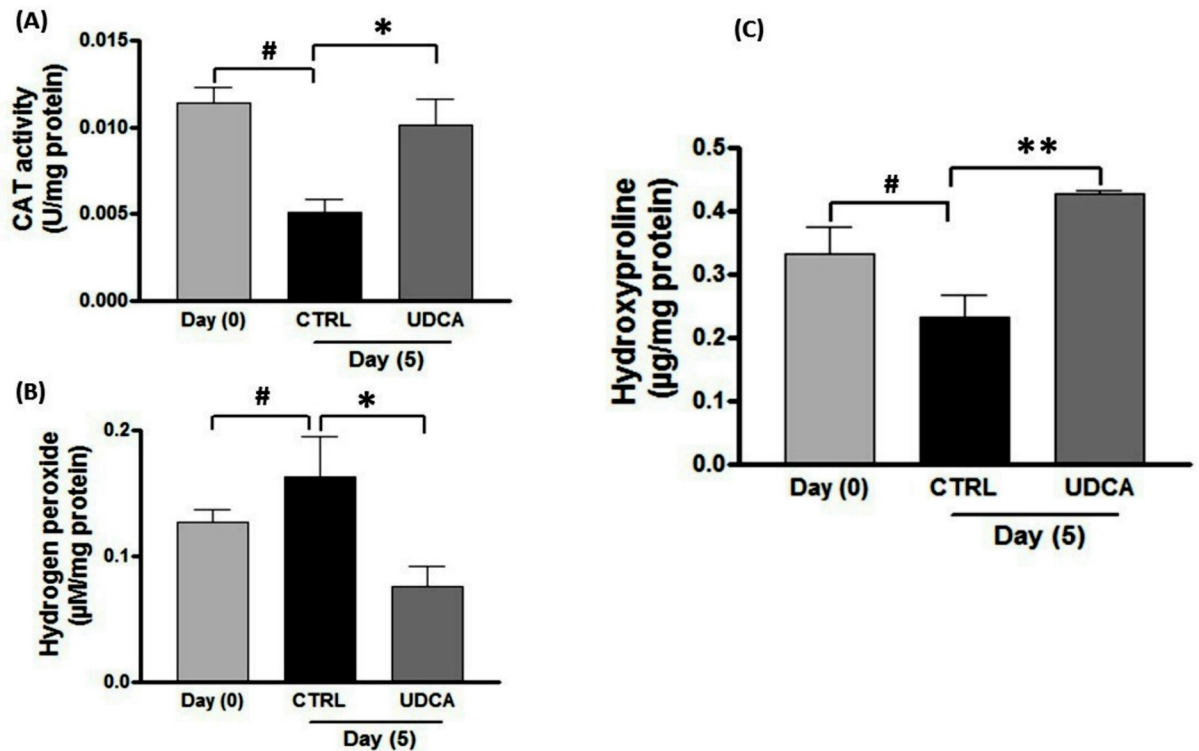 (A)
CAT activity
(U/mg protein)
0.015
0.010
0.005
0.000
#
*
Day (0)
CTRL
UDCA
Day (5)
(B)
Hydrogen peroxide
(µM/mg protein)
0.2
0.1
0.0
#
*
Day (0)
CTRL
UDCA
Day (5)
(C)
Hydroxyproline
(µg/mg protein)
0.5
0.4
0.3
0.2
0.1
0.0
#
**
Day (0)
CTRL
UDCA
Day (5)